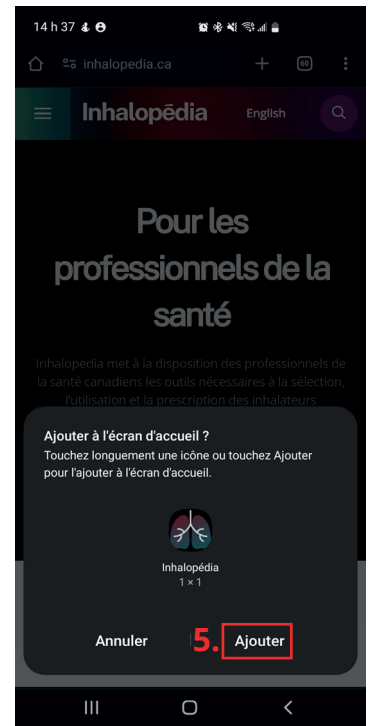 14 h 37
inhalopedia.ca
60
Inhalopédia
English
Pour les
professionnels de la
santé
Inhalopedia met à la disposition des professionnels de
la santé canadiens les outils nécessaires à la sélection,
l'utilisation et la prescription des inhalateurs
Ajouter à l'écran d'accueil ?
Touchez longuement une icône ou touchez Ajouter
pour l'ajouter à l'écran d'accueil.
Inhalopédia
1 × 1
Annuler 5. Ajouter